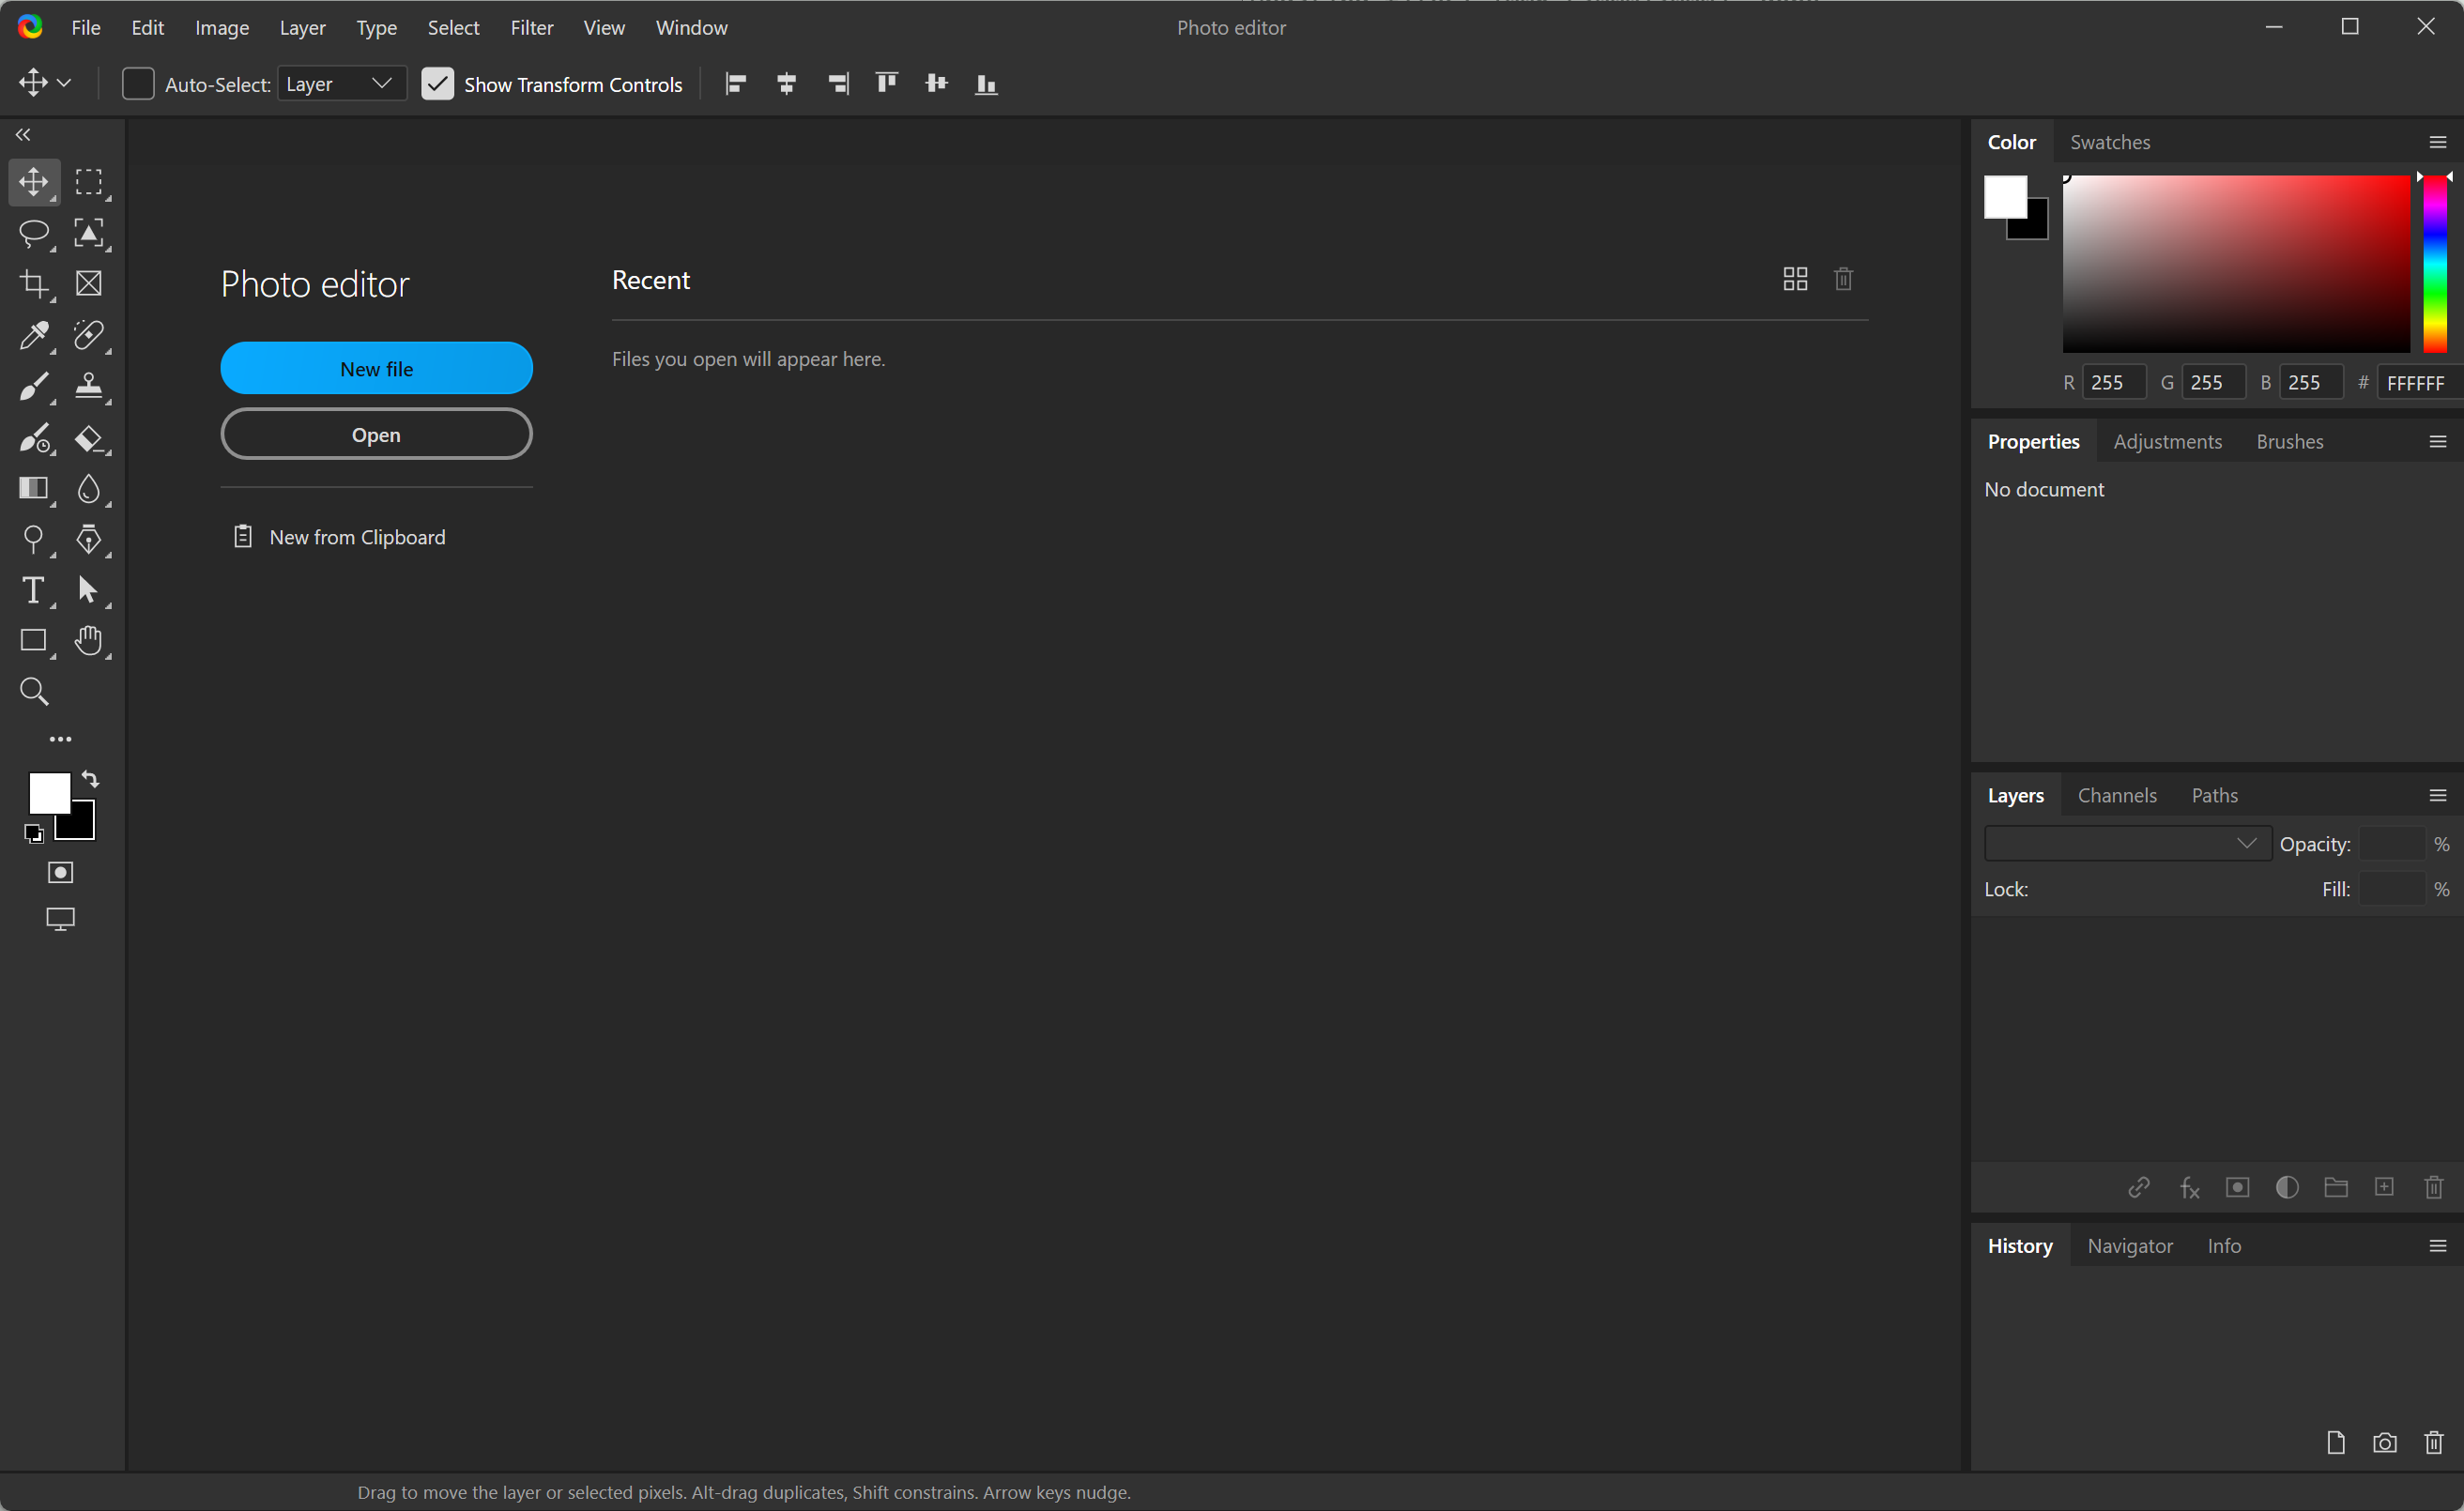 File Edit Image Layer Type Select Filter View Window Photo editor
Auto-Select: Layer Show Transform Controls
Color Swatches
Photo editor
Recent
New file
Files you open will appear here.
Open
New from Clipboard
R 255 G 255 B 255 # FFFFFF
Properties Adjustments Brushes
No document
Layers Channels Paths
Opacity: %
Lock: Fill: %
fx
History Navigator Info
Drag to move the layer or selected pixels. Alt-drag duplicates, Shift constrains. Arrow keys nudge.